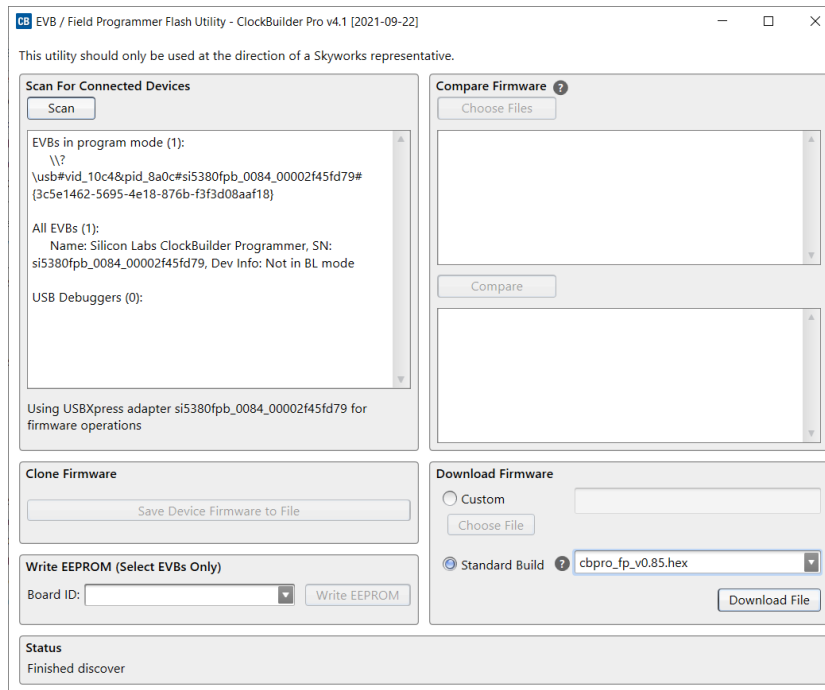 CB EVB / Field Programmer Flash Utility - ClockBuilder Pro v4.1 [2021-09-22]
This utility should only be used at the direction of a Skyworks representative.
Scan For Connected Devices
Scan
EVBs in program mode (1):
\\?
\usb#vid_10c4&pid_8a0c#si5380fpb_0084_00002f45fd79#
{3c5e1462-5695-4e18-876b-f3f3d08aaf18}
All EVBs (1):
Name: Silicon Labs ClockBuilder Programmer, SN:
si5380fpb_0084_00002f45fd79, Dev Info: Not in BL mode
USB Debuggers (0):
Using USBXpress adapter si5380fpb_0084_00002f45fd79 for
firmware operations
Compare Firmware ?
Choose Files
Compare
Clone Firmware
Save Device Firmware to File
Write EEPROM (Select EVBs Only)
Board ID:
Write EEPROM
Download Firmware
Custom
Choose File
Standard Build ? cbpro_fp_v0.85.hex
Download File
Status
Finished discover